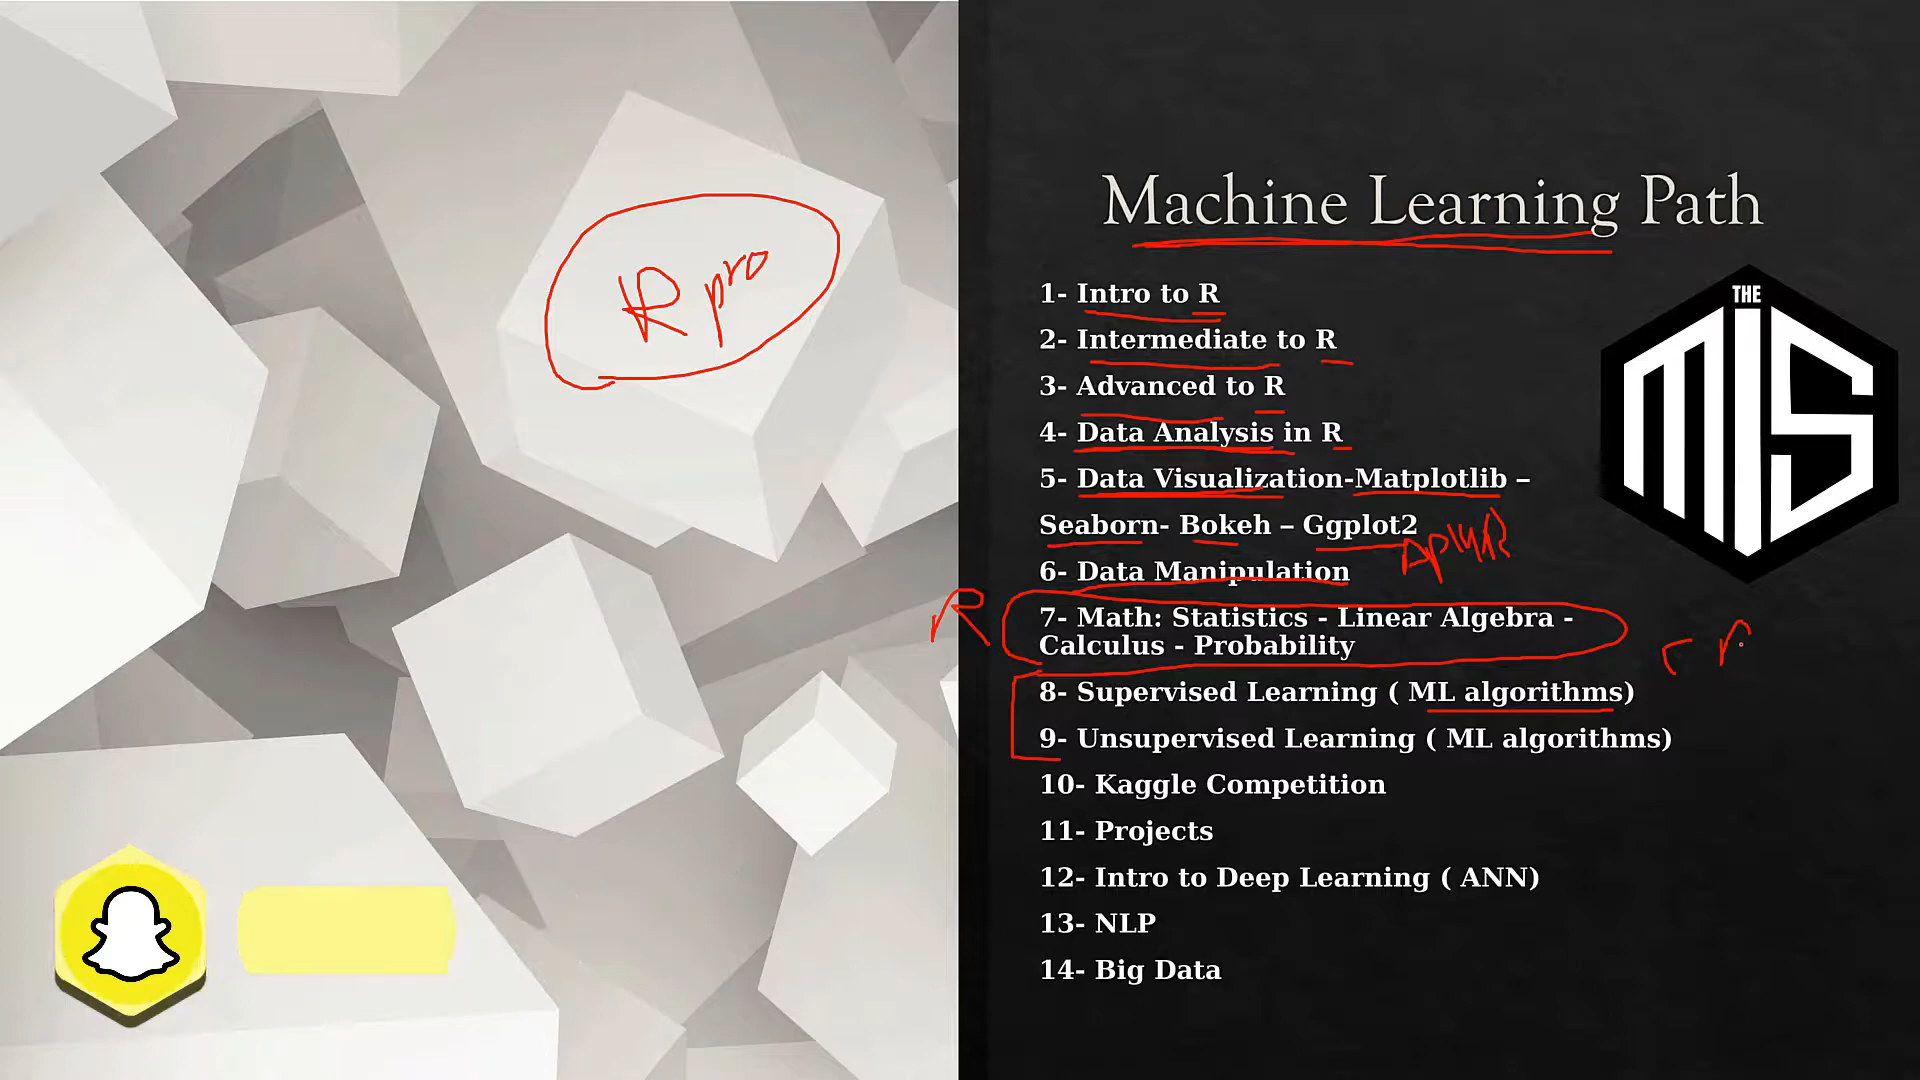 Machine Learning Path
THE
MIS
R pro
1- Intro to R
2- Intermediate to R
3- Advanced to R
4- Data Analysis in R
5- Data Visualization-Matplotlib –
Seaborn- Bokeh – Ggplot2
6- Data Manipulation
R
7- Math: Statistics - Linear Algebra -
Calculus - Probability
8- Supervised Learning ( ML algorithms)
9- Unsupervised Learning ( ML algorithms)
10- Kaggle Competition
11- Projects
12- Intro to Deep Learning ( ANN)
13- NLP
14- Big Data